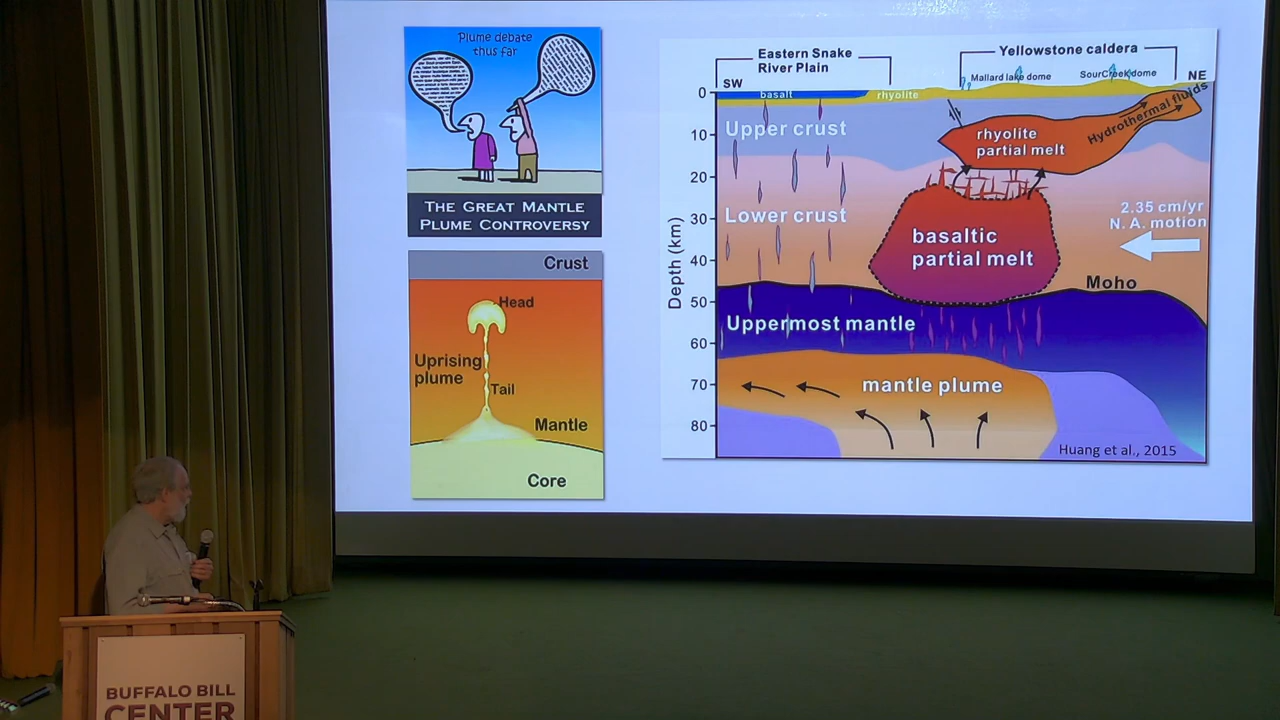 Plume debate
thus far
THE GREAT MANTLE
PLUME CONTROVERSY
Crust
Head
Uprising
plume
Tail
Mantle
Core
Eastern Snake
River Plain
Yellowstone caldera
Mallard lake dome
SourCreek dome
SW
NE
basalt
rhyolite
Upper crust
rhyolite
partial melt
Hydrothermal fluids
Lower crust
2.35 cm/yr
N. A. motion
basaltic
partial melt
Moho
Uppermost mantle
mantle plume
Huang et al., 2015
Depth (km)
0
10
20
30
40
50
60
70
80
BUFFALO BILL
CENTER